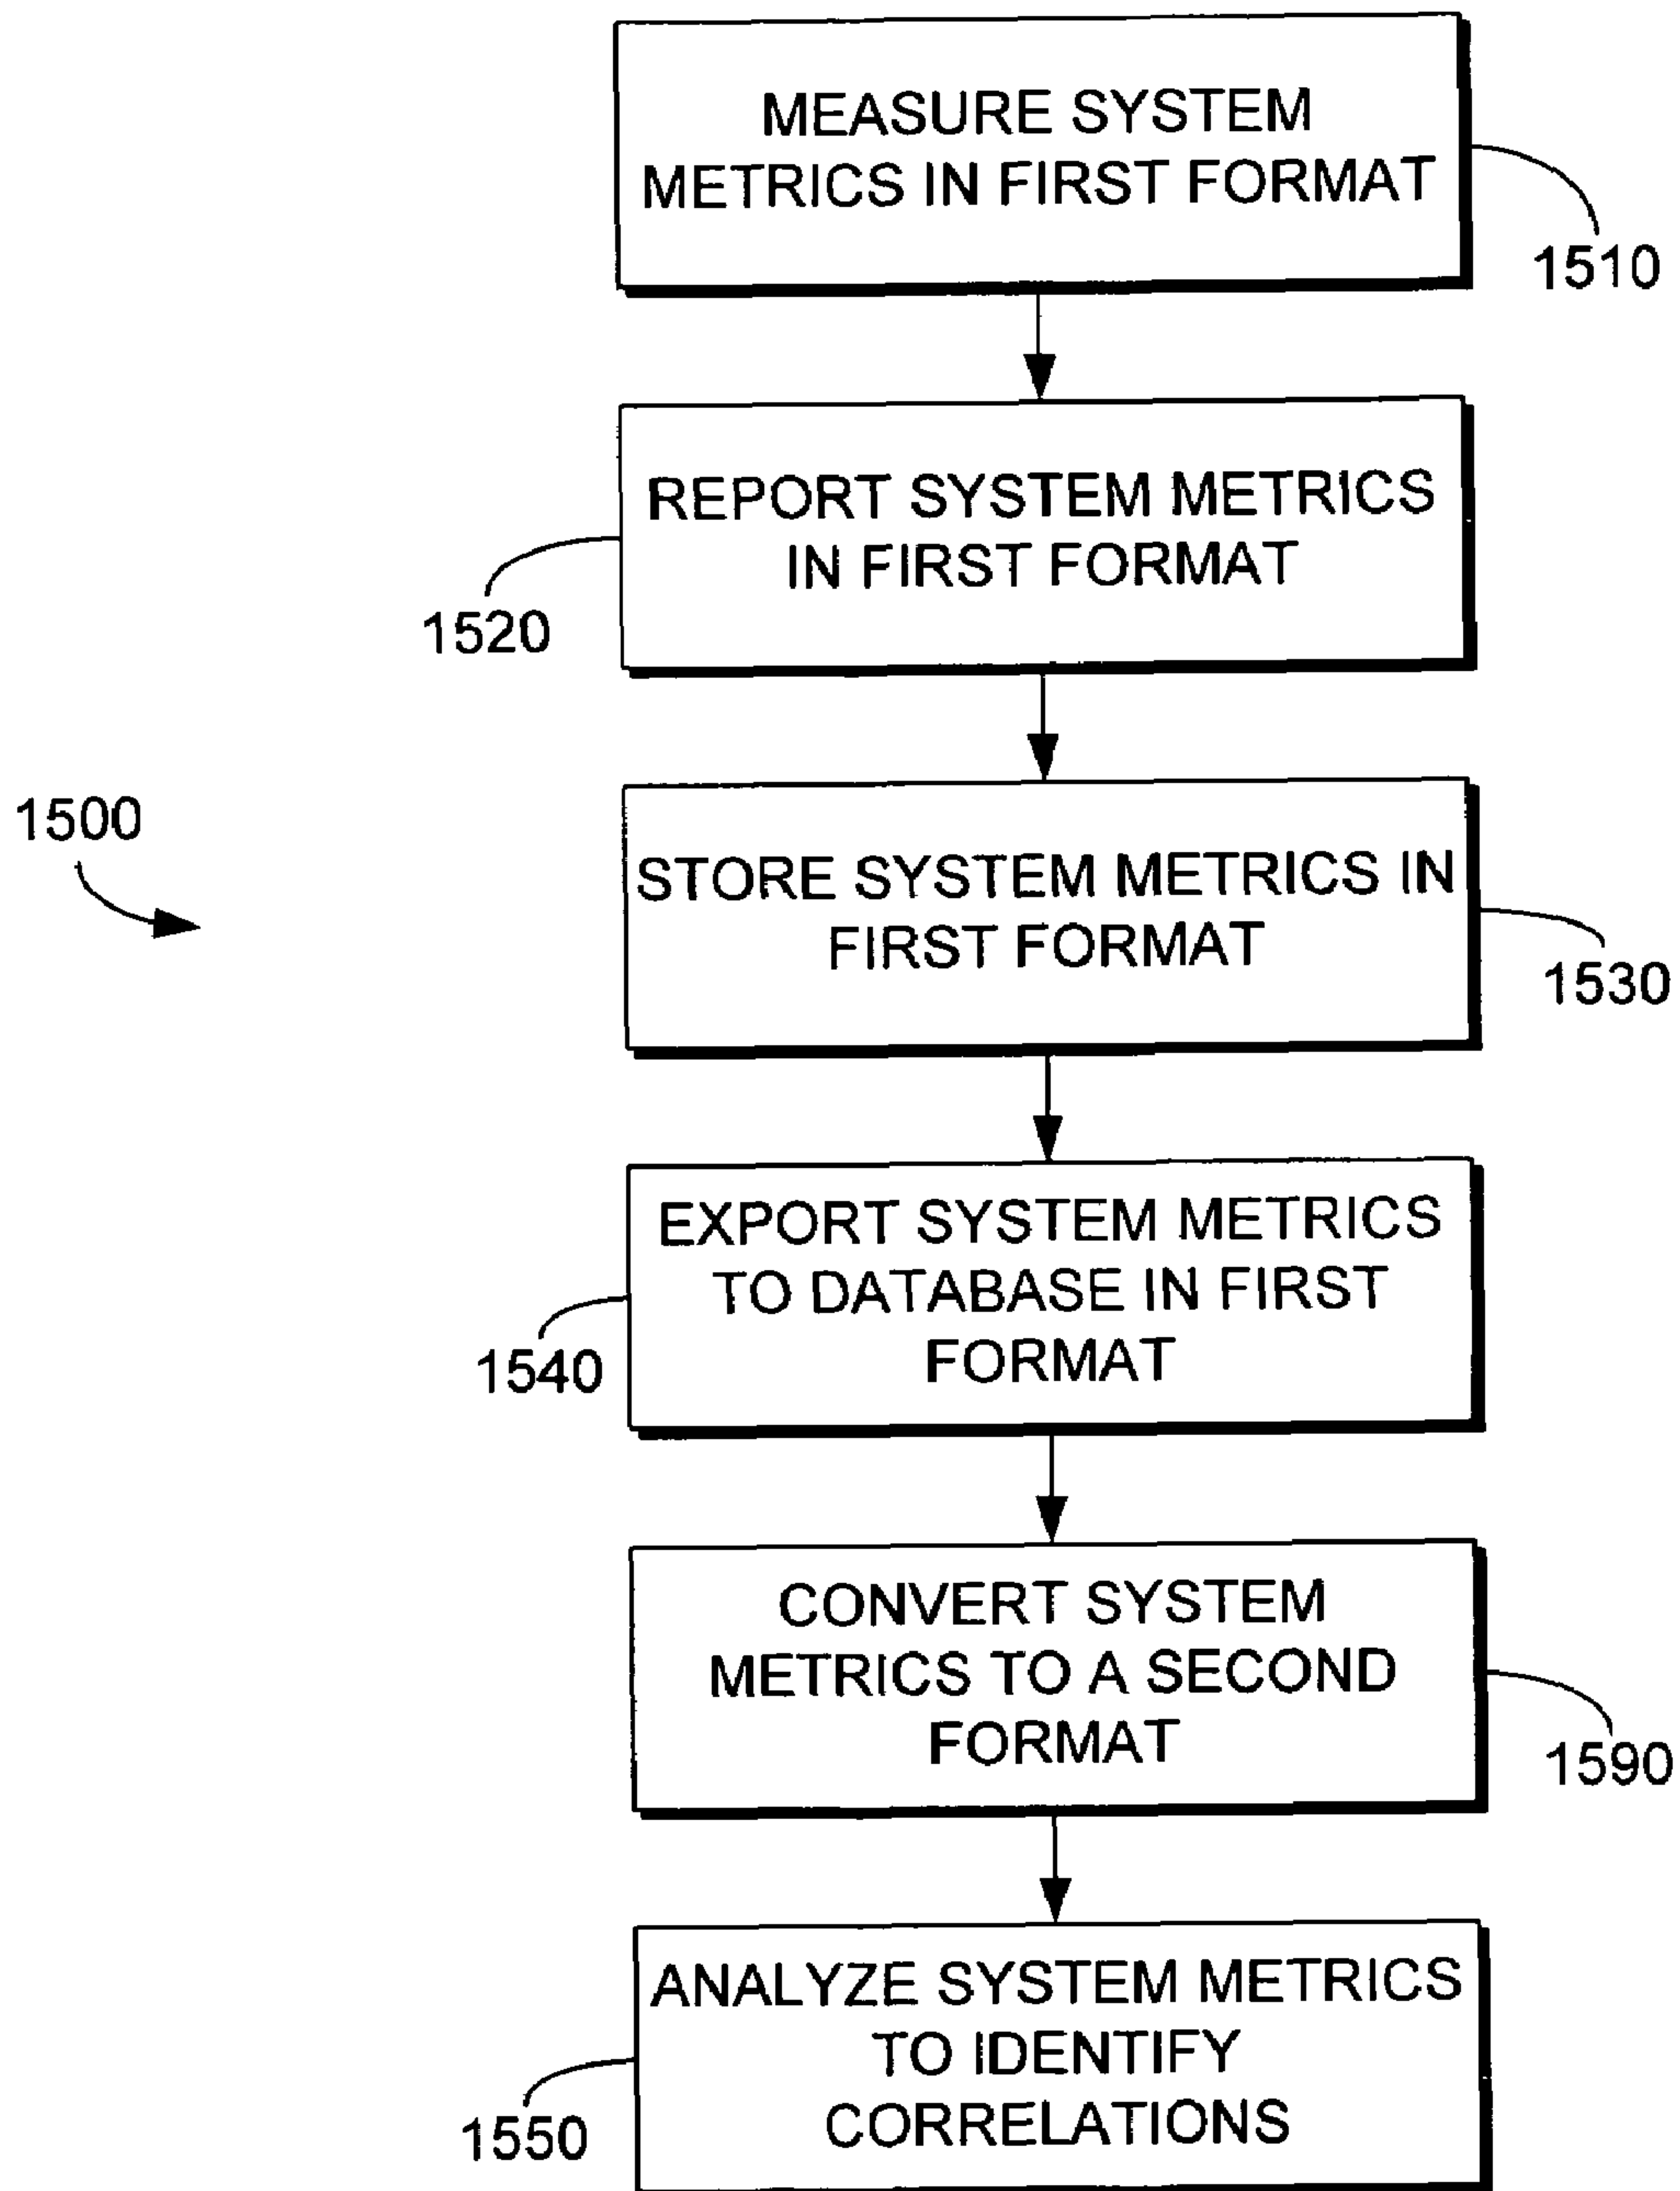 MEASURE SYSTEM
METRICS IN FIRST FORMAT
1510
REPORT SYSTEM METRICS
IN FIRST FORMAT
1520
1500
STORE SYSTEM METRICS IN
FIRST FORMAT
1530
EXPORT SYSTEM METRICS
TO DATABASE IN FIRST
FORMAT
1540
CONVERT SYSTEM
METRICS TO A SECOND
FORMAT
1590
ANALYZE SYSTEM METRICS
TO IDENTIFY
CORRELATIONS
1550